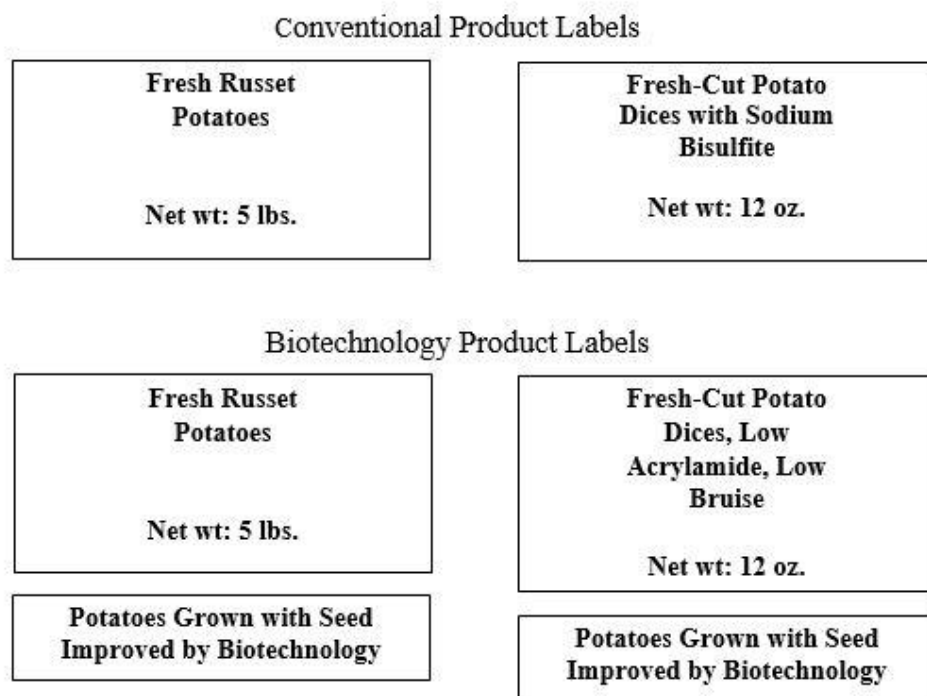 Conventional Product Labels
Fresh Russet
Potatoes
Net wt: 5 lbs.
Fresh-Cut Potato
Dices with Sodium
Bisulfite
Net wt: 12 oz.
Biotechnology Product Labels
Fresh Russet
Potatoes
Net wt: 5 lbs.
Potatoes Grown with Seed
Improved by Biotechnology
Fresh-Cut Potato
Dices, Low
Acrylamide, Low
Bruise
Net wt: 12 oz.
Potatoes Grown with Seed
Improved by Biotechnology